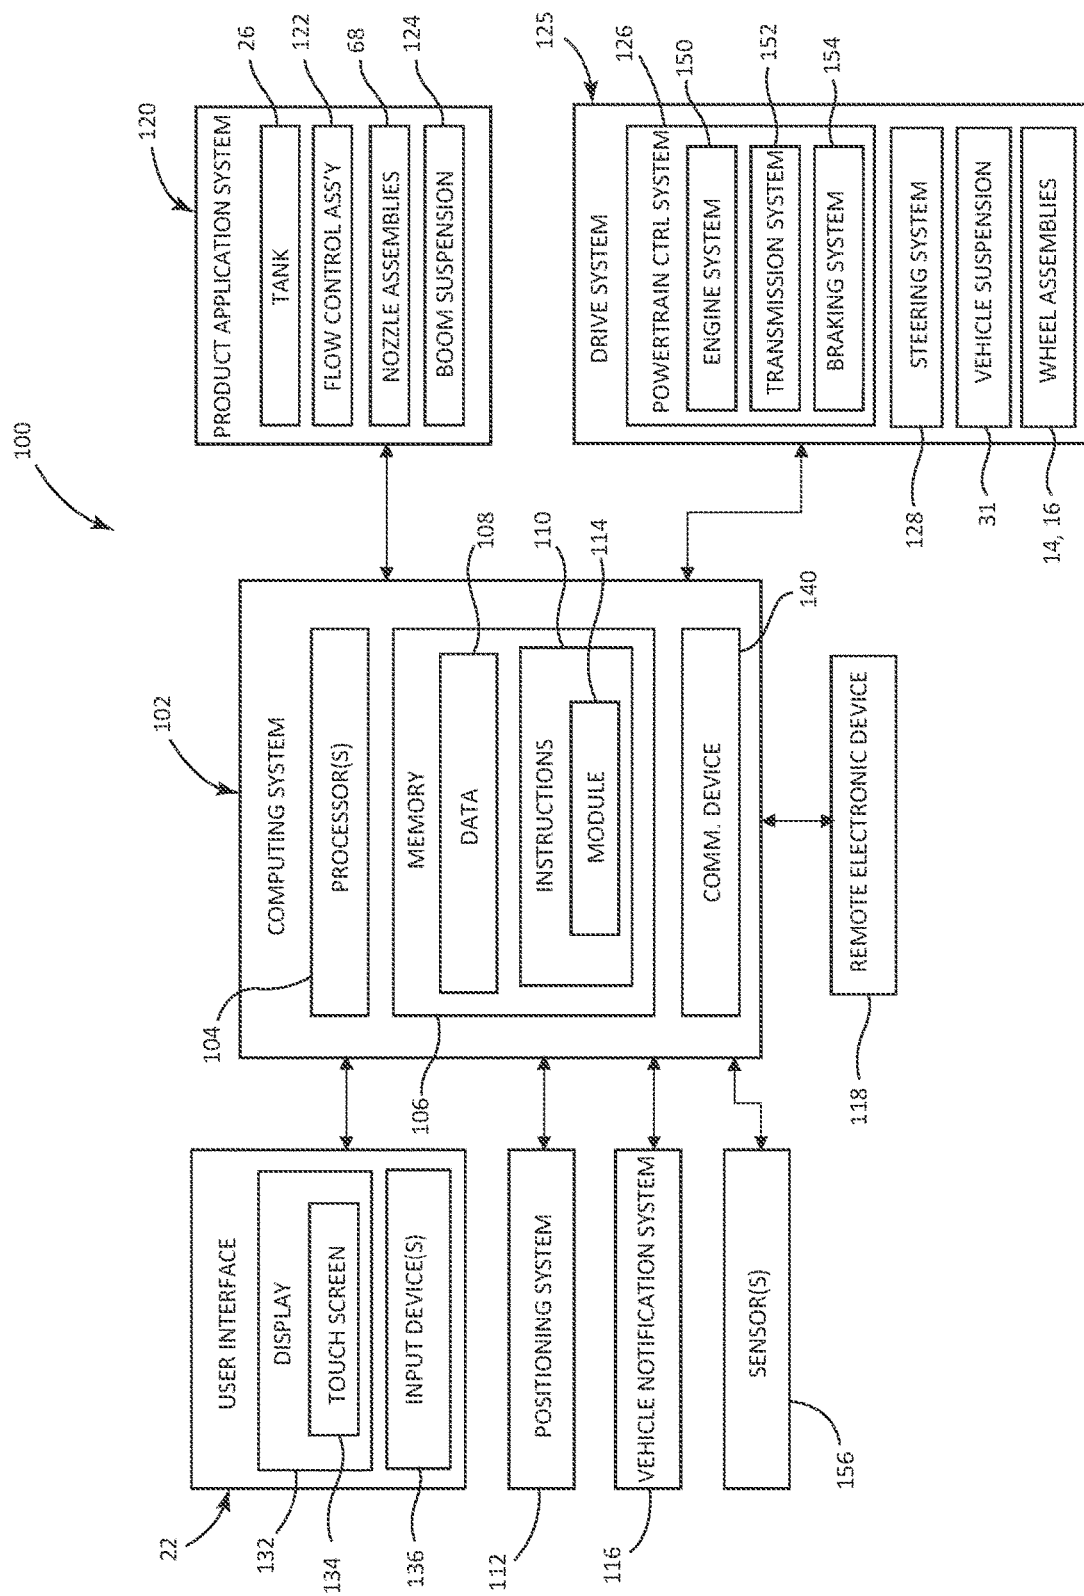 100
22
USER INTERFACE
132
DISPLAY
134
TOUCH SCREEN
136
INPUT DEVICE(S)
112
POSITIONING SYSTEM
116
VEHICLE NOTIFICATION SYSTEM
156
SENSOR(S)
102
COMPUTING SYSTEM
104
PROCESSOR(S)
106
MEMORY
108
DATA
110
INSTRUCTIONS
114
MODULE
140
COMM. DEVICE
118
REMOTE ELECTRONIC DEVICE
120
PRODUCT APPLICATION SYSTEM
26
TANK
122
FLOW CONTROL ASS'Y
68
NOZZLE ASSEMBLIES
124
BOOM SUSPENSION
125
DRIVE SYSTEM
126
POWERTRAIN CTRL SYSTEM
150
ENGINE SYSTEM
152
TRANSMISSION SYSTEM
154
BRAKING SYSTEM
128
STEERING SYSTEM
31
VEHICLE SUSPENSION
14, 16
WHEEL ASSEMBLIES